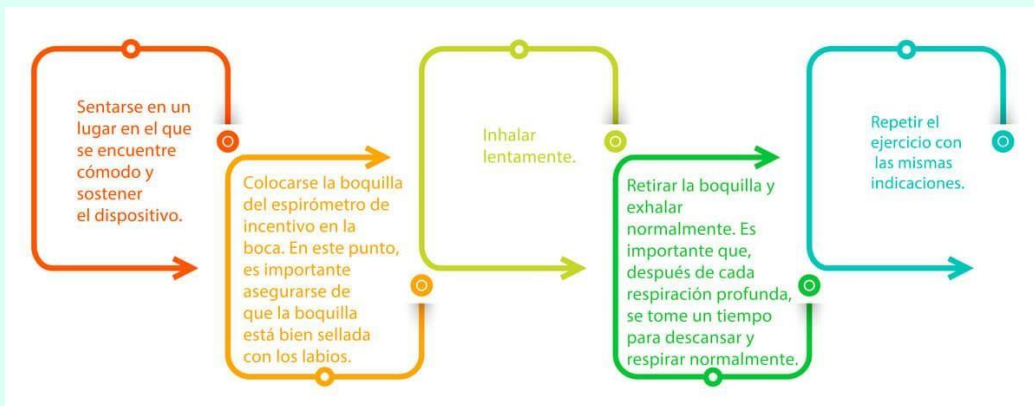 Sentarse en un
lugar en el que
se encuentre
cómodo y
sostener
el dispositivo.
Colocarse la boquilla
del espirómetro de
incentivo en la
boca. En este punto,
es importante
asegurarse de
que la boquilla
está bien sellada
con los labios.
Inhalar
lentamente.
Retirar la boquilla y
exhalar
normalmente. Es
importante que,
después de cada
respiración profunda,
se tome un tiempo
para descansar y
respirar normalmente.
Repetir el
ejercicio con
las mismas
indicaciones.